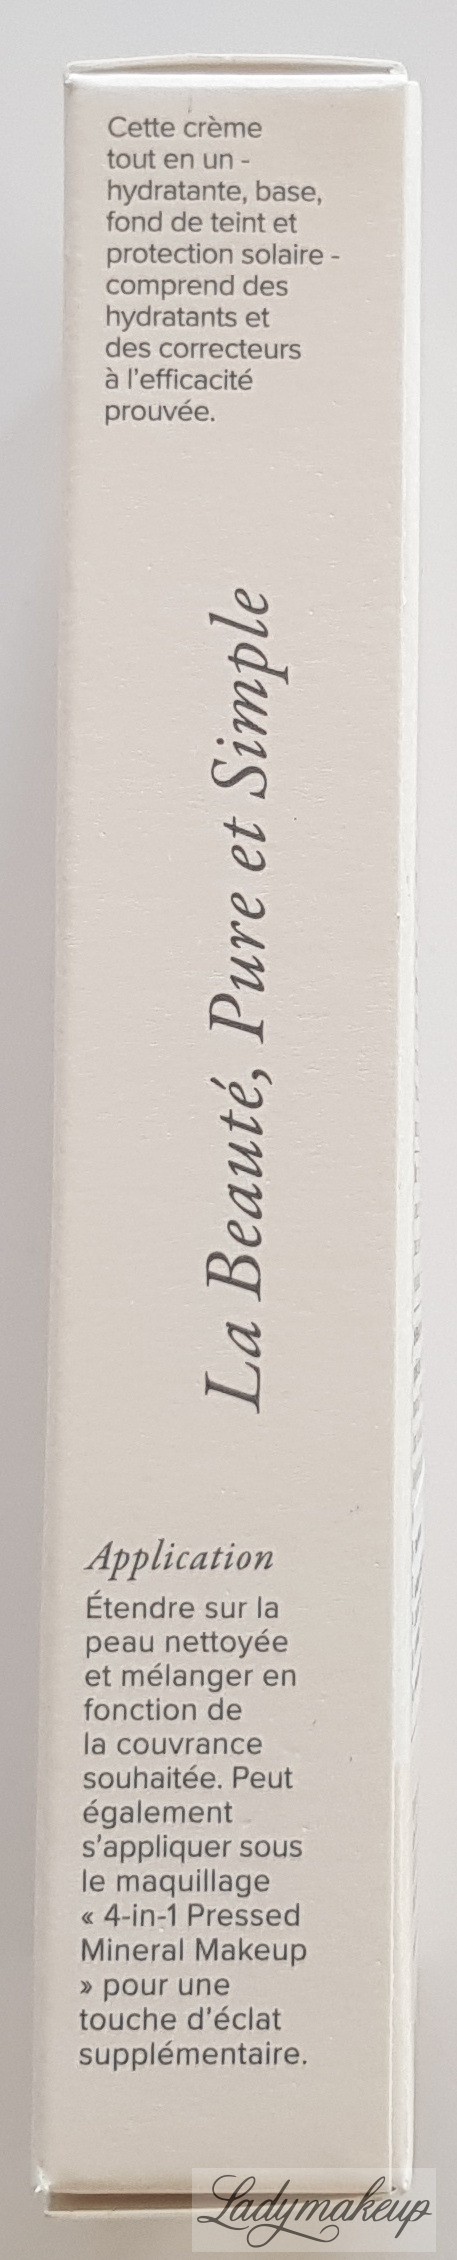 Cette crème
tout en un -
hydratante, base,
fond de teint et
protection solaire -
comprend des
hydratants et
des correcteurs
à l'efficacité
prouvée.
La Beauté, Pure et Simple
Application
Étendre sur la
peau nettoyée
et mélanger en
fonction de
la couvrance
souhaitée. Peut
également
s'appliquer sous
le maquillage
« 4-in-1 Pressed
Mineral Makeup
» pour une
touche d'éclat
supplémentaire.
Ladymakeup